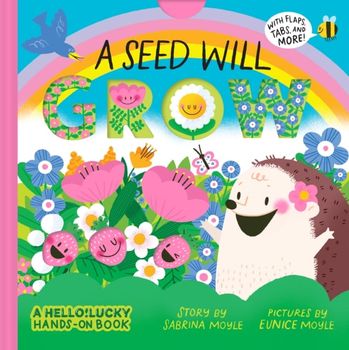 WITH FLAPS,
TABS, AND
MORE!
A SEED WILL
GROW
A HELLO!LUCKY
HANDS-ON BOOK
STORY BY
SABRINA MOYLE
PICTURES BY
EUNICE MOYLE